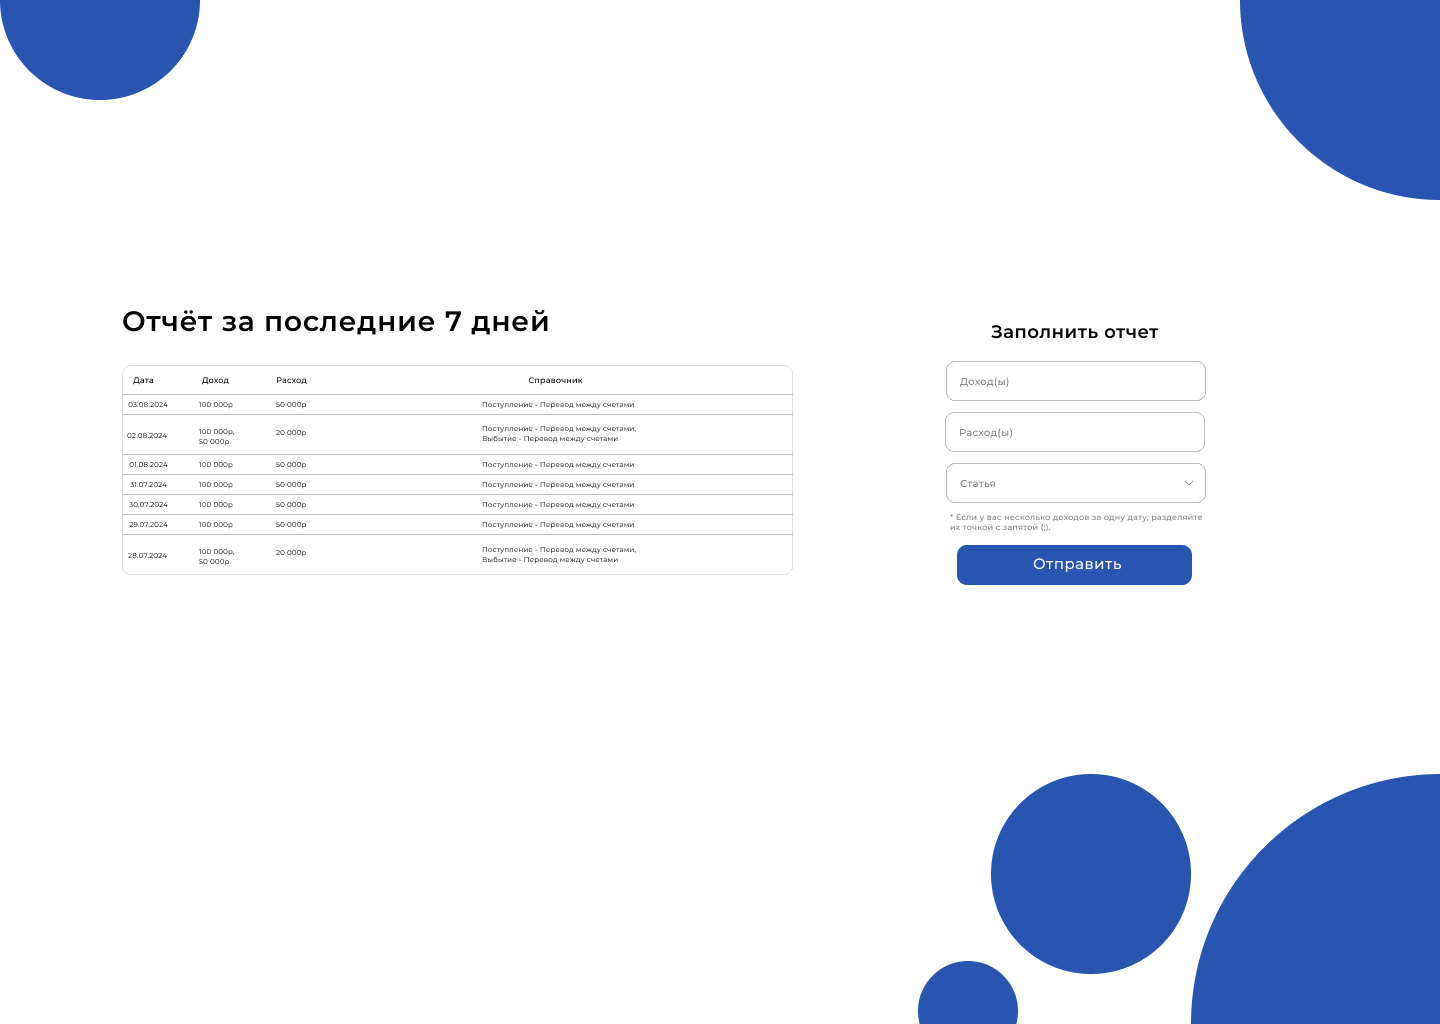 Отчёт за последние 7 дней
Дата Доход Расход Справочник
03.08.2024 100 000р 50 000р Поступление - Перевод между счетами
02.08.2024 100 000р, 20 000р Поступление - Перевод между счетами,
50 000р Выбытие - Перевод между счетами
01.08.2024 100 000р 50 000р Поступление - Перевод между счетами
31.07.2024 100 000р 50 000р Поступление - Перевод между счетами
30.07.2024 100 000р 50 000р Поступление - Перевод между счетами
29.07.2024 100 000р 50 000р Поступление - Перевод между счетами
28.07.2024 100 000р, 20 000р Поступление - Перевод между счетами,
50 000р Выбытие - Перевод между счетами
Заполнить отчет
Доход(ы)
Расход(ы)
Статья
* Если у вас несколько доходов за одну дату, разделяйте
их точкой с запятой (;).
Отправить